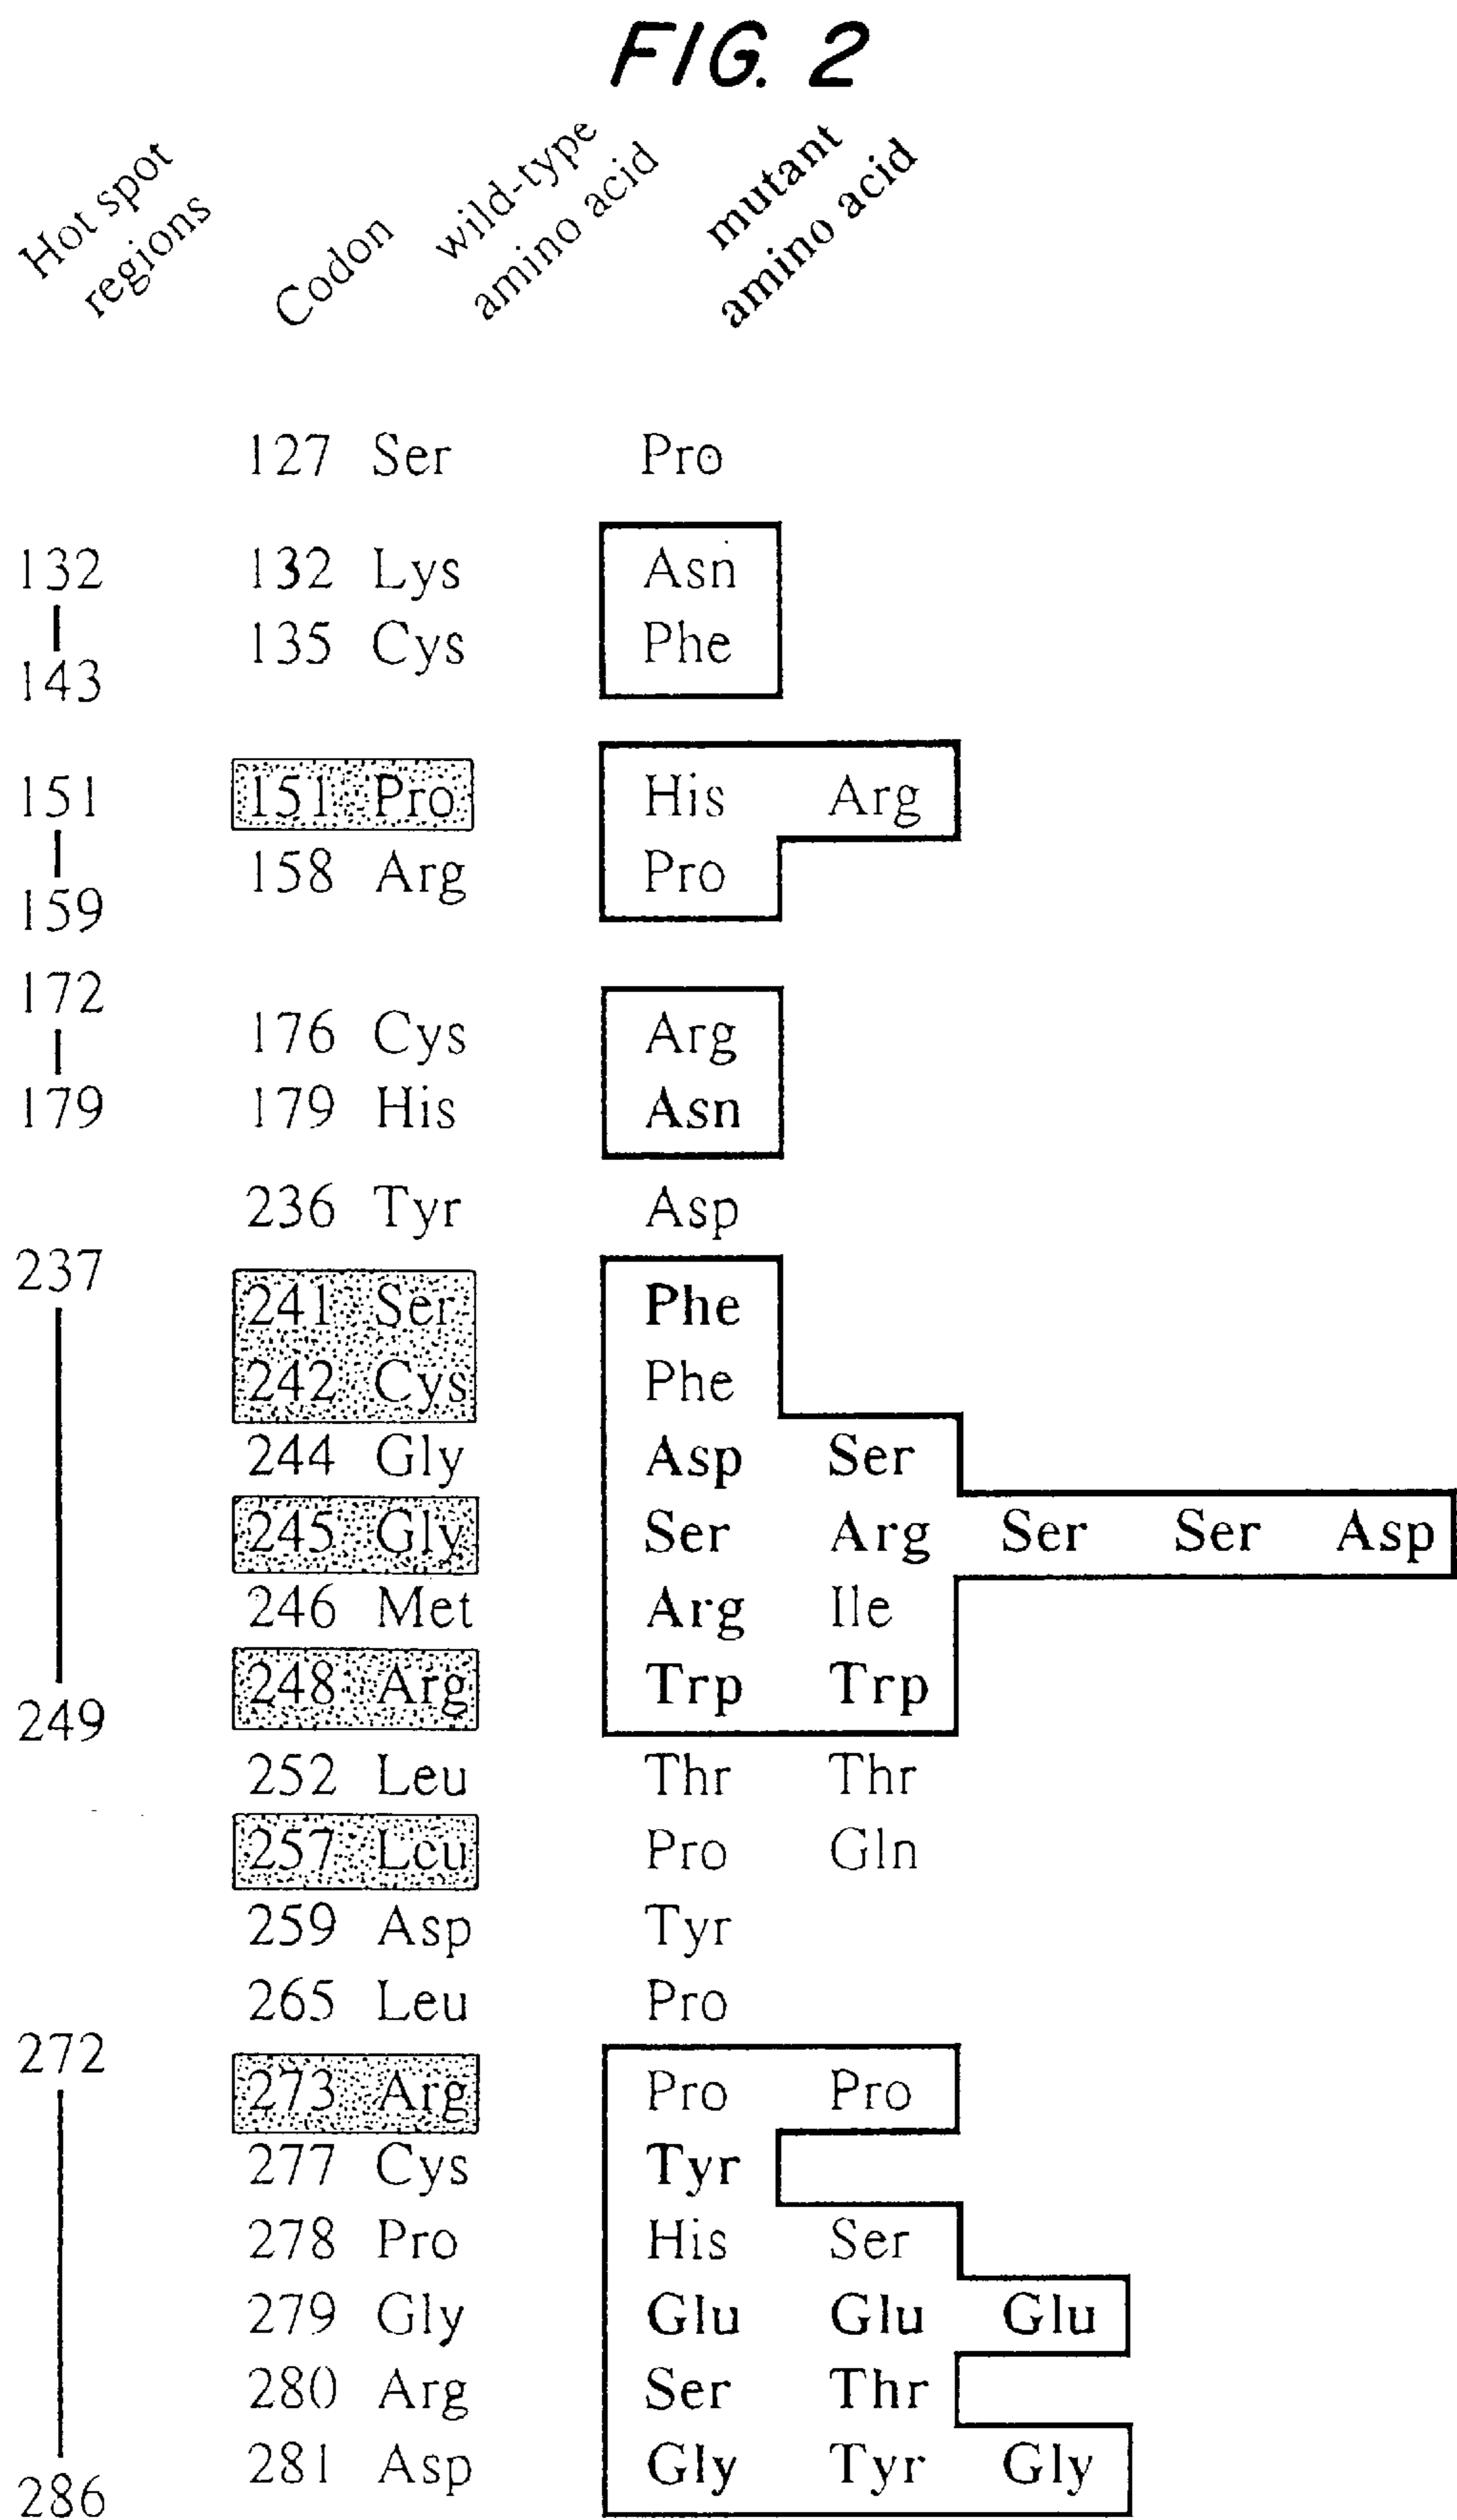 FIG. 2
Hot spot regions
Codon
wild-type amino acid
mutant amino acid
127 Ser Pro
132 132 Lys Asn
135 Cys Phe
143
151 151 Pro His Arg
158 Arg Pro
159
172
176 Cys Arg
179 179 His Asn
236 Tyr Asp
237
241 Ser Phe
242 Cys Phe
244 Gly Asp Ser
245 Gly Ser Arg Ser Ser Asp
246 Met Arg Ile
248 Arg Trp Trp
249
252 Leu Thr Thr
257 Leu Pro Gln
259 Asp Tyr
265 Leu Pro
272
273 Arg Pro Pro
277 Cys Tyr
278 Pro His Ser
279 Gly Glu Glu Glu
280 Arg Ser Thr
281 Asp Gly Tyr Gly
286